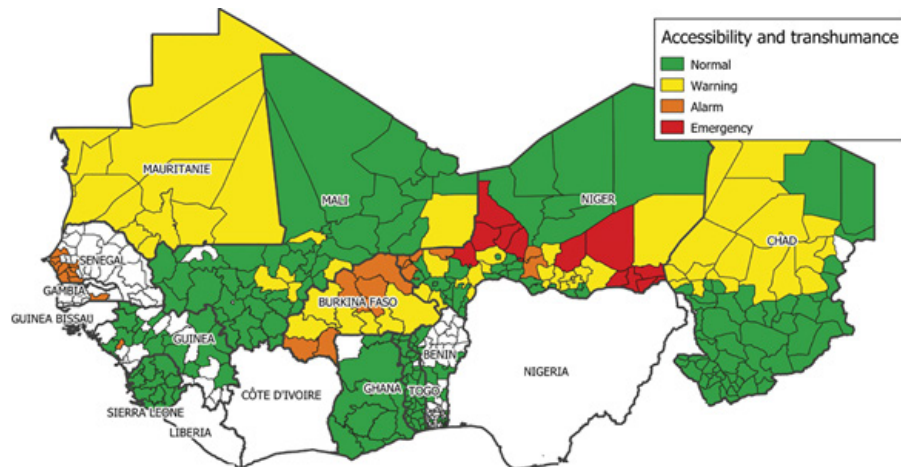 Accessibility and transhumance
Normal
Warning
Alarm
Emergency
MAURITANIE
MALI
NIGER
CHAD
SENEGAL
GAMBIA
GUINEA BISSAU
BURKINA FASO
GUINEA
BENIN
NIGERIA
CÔTE D'IVOIRE
GHANA
TOGO
SIERRA LEONE
LIBERIA